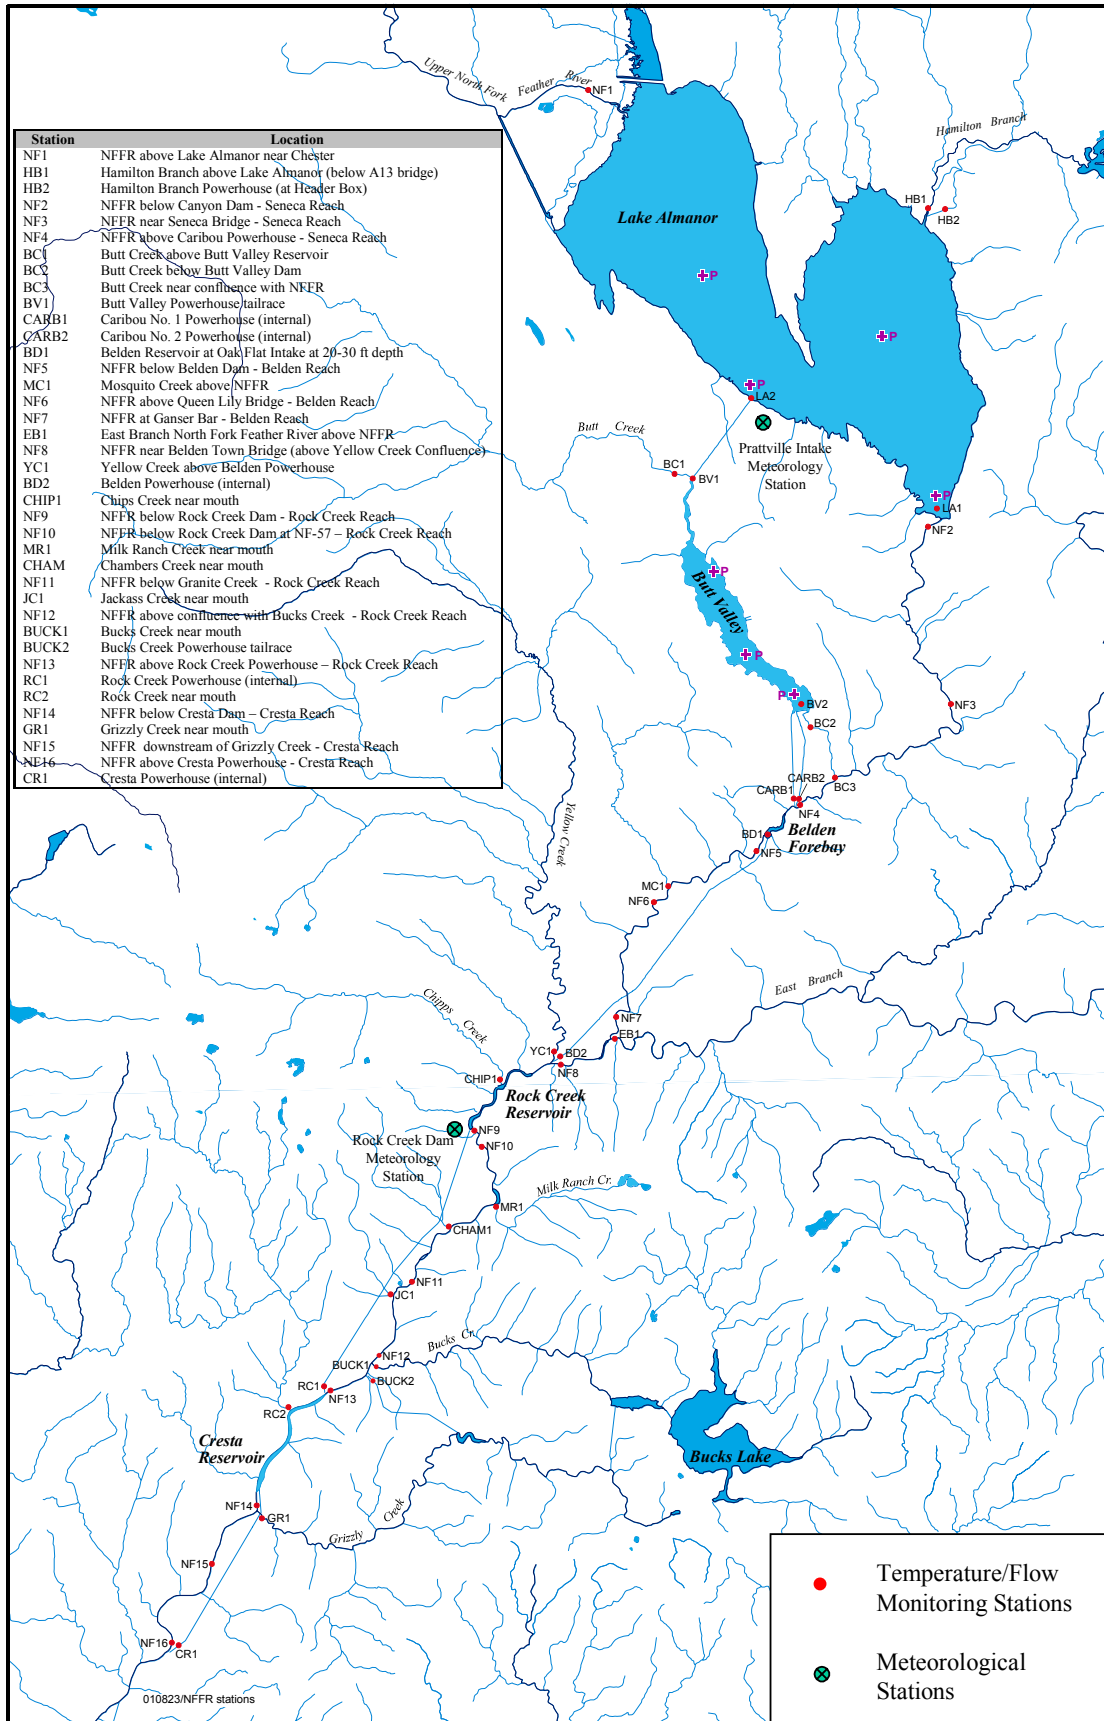 Station Location
NF1 NFFR above Lake Almanor near Chester
HB1 Hamilton Branch above Lake Almanor (below A13 bridge)
HB2 Hamilton Branch Powerhouse (at Header Box)
NF2 NFFR below Canyon Dam - Seneca Reach
NF3 NFFR near Seneca Bridge - Seneca Reach
NF4 NFFR above Caribou Powerhouse - Seneca Reach
BC1 Butt Creek above Butt Valley Reservoir
BC2 Butt Creek below Butt Valley Dam
BC3 Butt Creek near confluence with NFFR
BV1 Butt Valley Powerhouse tailrace
CARB1 Caribou No. 1 Powerhouse (internal)
CARB2 Caribou No. 2 Powerhouse (internal)
BD1 Belden Reservoir at Oak Flat Intake at 20-30 ft depth
NF5 NFFR below Belden Dam - Belden Reach
MC1 Mosquito Creek above NFFR
NF6 NFFR above Queen Lily Bridge - Belden Reach
NF7 NFFR at Ganser Bar - Belden Reach
EB1 East Branch North Fork Feather River above NFFR
NF8 NFFR near Belden Town Bridge (above Yellow Creek Confluence)
YC1 Yellow Creek above Belden Powerhouse
BD2 Belden Powerhouse (internal)
CHIP1 Chips Creek near mouth
NF9 NFFR below Rock Creek Dam - Rock Creek Reach
NF10 NFFR below Rock Creek Dam at NF-57 – Rock Creek Reach
MR1 Milk Ranch Creek near mouth
CHAM Chambers Creek near mouth
NF11 NFFR below Granite Creek - Rock Creek Reach
JC1 Jackass Creek near mouth
NF12 NFFR above confluence with Bucks Creek - Rock Creek Reach
BUCK1 Bucks Creek near mouth
BUCK2 Bucks Creek Powerhouse tailrace
NF13 NFFR above Rock Creek Powerhouse – Rock Creek Reach
RC1 Rock Creek Powerhouse (internal)
RC2 Rock Creek near mouth
NF14 NFFR below Cresta Dam – Cresta Reach
GR1 Grizzly Creek near mouth
NF15 NFFR downstream of Grizzly Creek - Cresta Reach
NF16 NFFR above Cresta Powerhouse - Cresta Reach
CR1 Cresta Powerhouse (internal)
Upper North Fork Feather River
NF1
Hamilton Branch
HB1
HB2
Lake Almanor
P
P
P
LA2
Prattville Intake
Meteorology
Station
Butt Creek
BC1
BV1
P
LA1
NF2
P
Butt Valley
P
P
BV2
BC2
NF3
CARB2
CARB1
BC3
NF4
BD1
Belden
Forebay
NF5
Yellow Creek
MC1
NF6
East Branch
Chipps Creek
NF7
EB1
YC1
BD2
NF8
CHIP1
Rock Creek
Reservoir
NF9
Rock Creek Dam
Meteorology
Station
NF10
Milk Ranch Cr.
MR1
CHAM1
NF11
JC1
Bucks Cr.
NF12
BUCK1
BUCK2
RC1
NF13
RC2
Cresta
Reservoir
Bucks Lake
NF14
GR1
Grizzly Creek
NF15
NF16
CR1
010823/NFFR stations
Temperature/Flow
Monitoring Stations
Meteorological
Stations